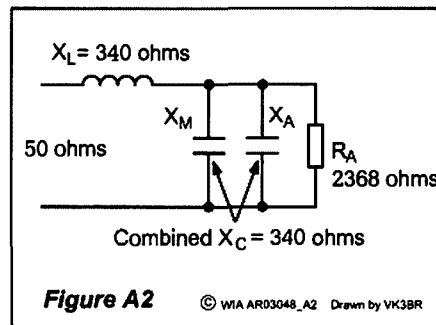 X_L = 340 ohms
X_M X_A
50 ohms
R_A
2368 ohms
Combined X_C = 340 ohms
Figure A2 © WIA AR03048_A2 Drawn by VK3BR